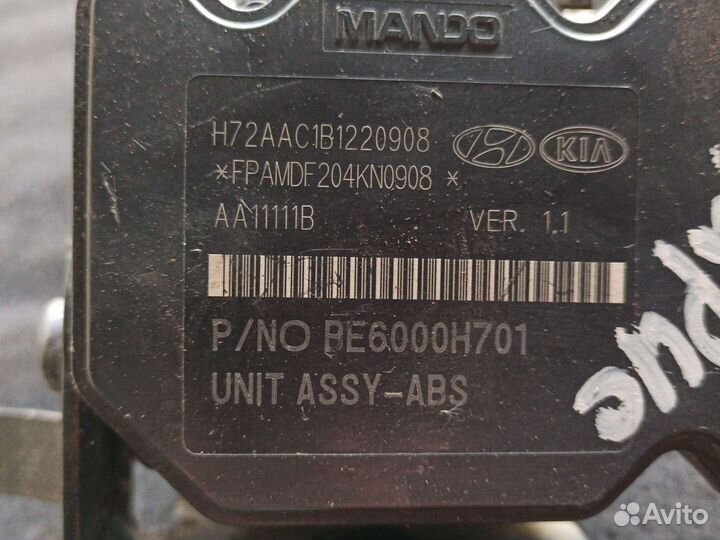 MANDO
H72AAC1B1220908
*FPAMDF204KN0908 *
KIA
AA11111B VER. 1.1
P/NO BE6000H701
UNIT ASSY-ABS
Avito